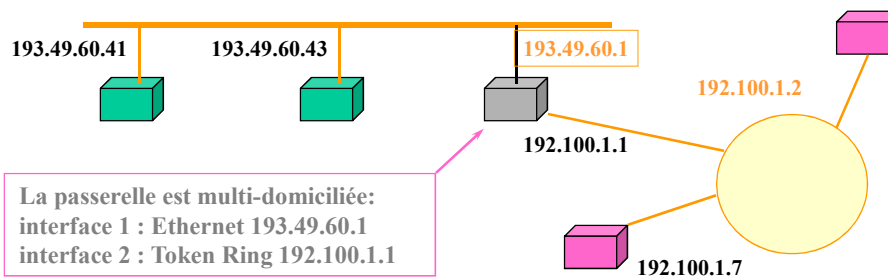 193.49.60.41
193.49.60.43
193.49.60.1
192.100.1.2
192.100.1.1
La passerelle est multi-domiciliée:
interface 1 : Ethernet 193.49.60.1
interface 2 : Token Ring 192.100.1.1
192.100.1.7